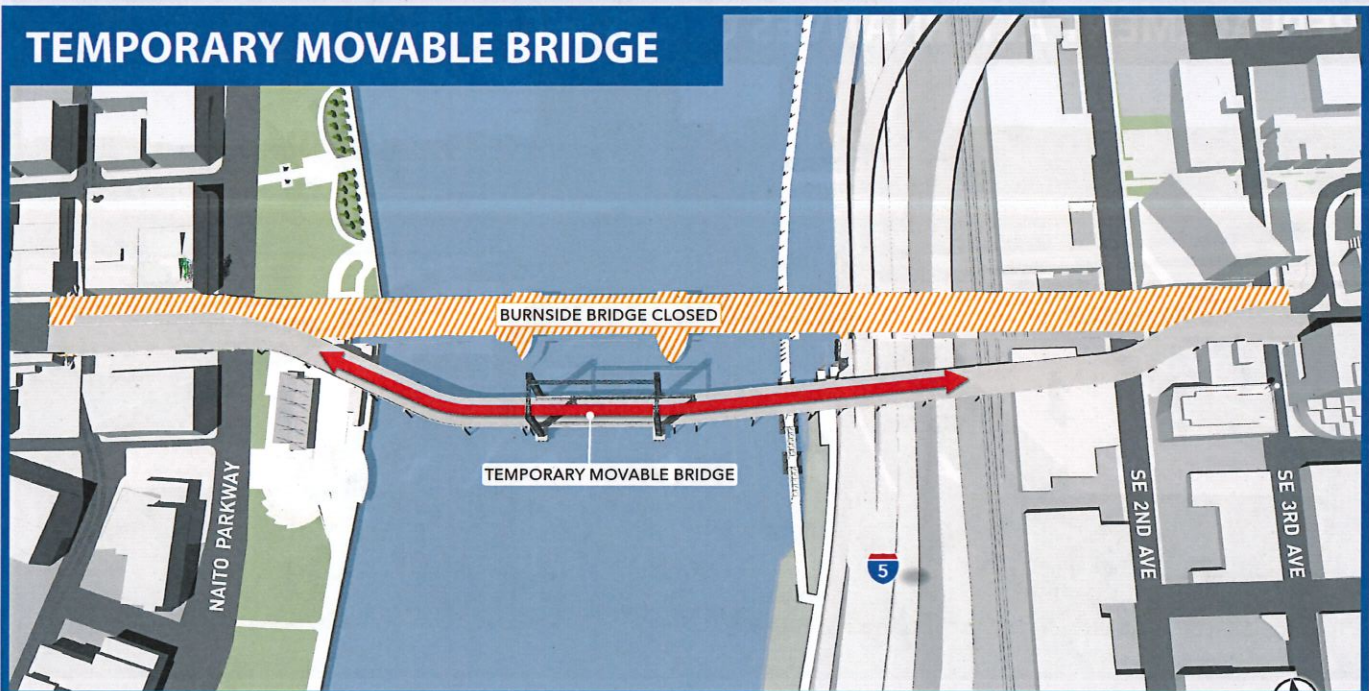 TEMPORARY MOVABLE BRIDGE
BURNSIDE BRIDGE CLOSED
TEMPORARY MOVABLE BRIDGE
NAITO PARKWAY
5
SE 2ND AVE
SE 3RD AVE